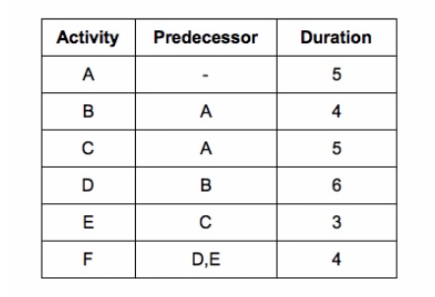 Activity Predecessor Duration
A - 5
B A 4
C A 5
D B 6
E C 3
F D,E 4